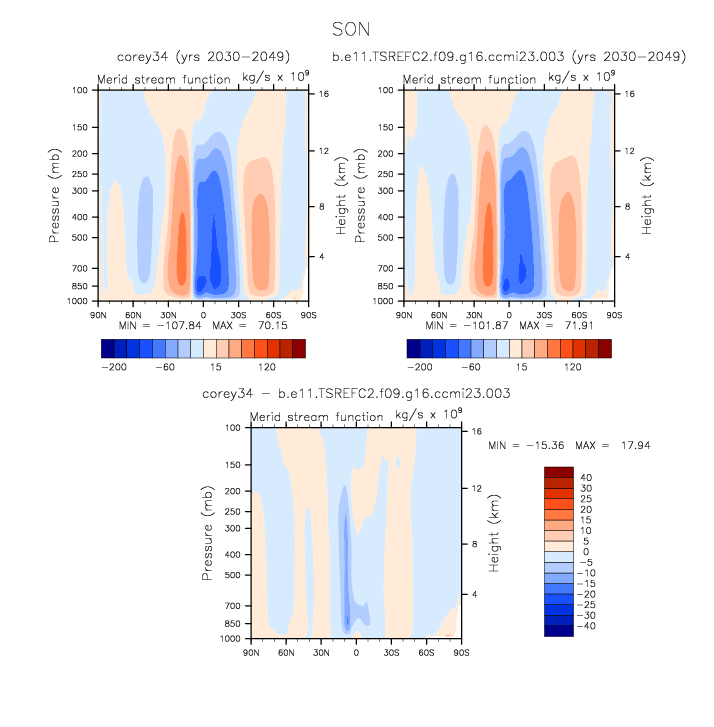 SON
corey34 (yrs 2030-2049)
b.e11.TSREFC2.f09.g16.ccmi23.003 (yrs 2030-2049)
Merid stream function kg/s x 10⁹
Merid stream function kg/s x 10⁹
Pressure (mb)
100
150
200
250
300
400
500
700
850
1000
16
12
8
4
Height (km)
90N 60N 30N 0 30S 60S 90S
MIN = -107.84 MAX = 70.15
-200 -60 15 120
Pressure (mb)
100
150
200
250
300
400
500
700
850
1000
16
12
8
4
Height (km)
90N 60N 30N 0 30S 60S 90S
MIN = -101.87 MAX = 71.91
-200 -60 15 120
corey34 - b.e11.TSREFC2.f09.g16.ccmi23.003
Merid stream function kg/s x 10⁹
Pressure (mb)
100
150
200
250
300
400
500
700
850
1000
16
12
8
4
Height (km)
90N 60N 30N 0 30S 60S 90S
MIN = -15.36 MAX = 17.94
40
30
25
20
15
10
5
0
-5
-10
-15
-20
-25
-30
-40